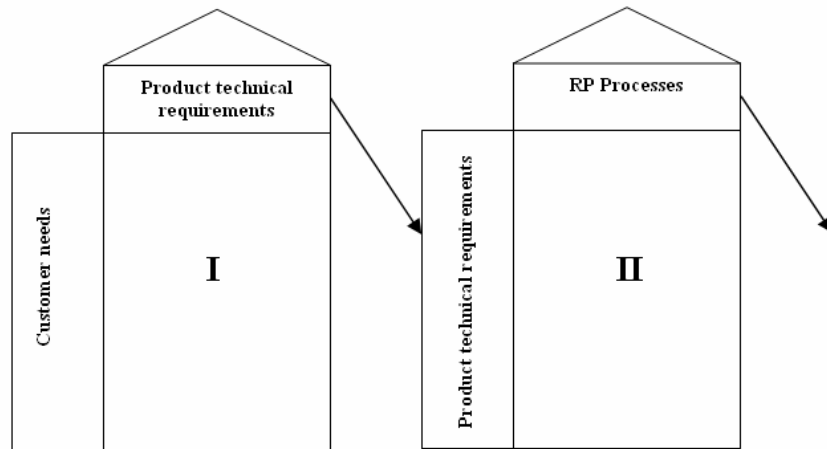 Product technical
requirements
Customer needs
I
RP Processes
Product technical requirements
II